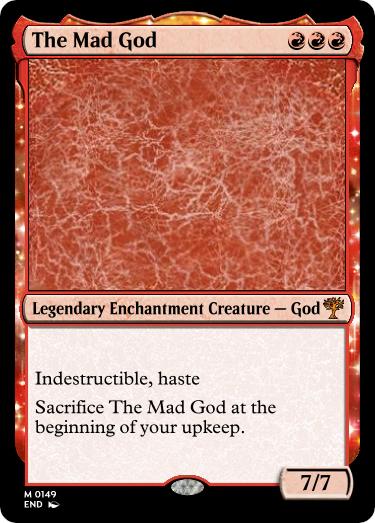 The Mad God
Legendary Enchantment Creature — God
Indestructible, haste
Sacrifice The Mad God at the
beginning of your upkeep.
7/7
M 0149
END